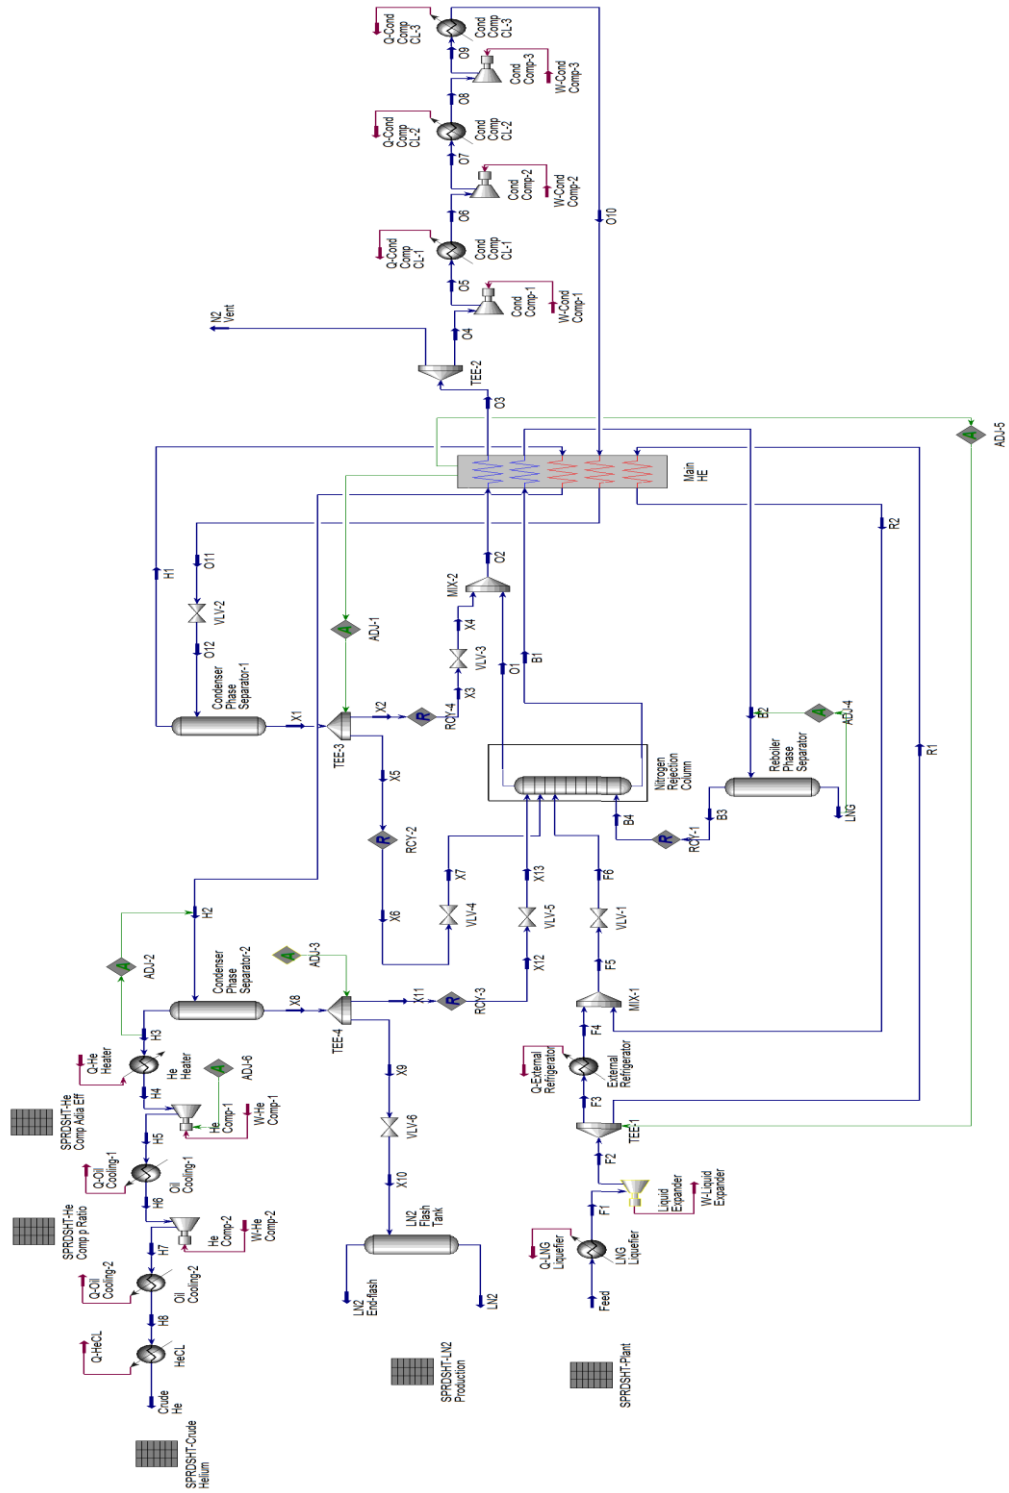 SPRDSHT-Crude
Helium
SPRDSHT-He
Comp p Ratio
SPRDSHT-He
Comp Adia Eff
Crude
He
Q-HeCL
HeCL
H8
Q-Oil
Cooling-2
Oil
Cooling-2
H7
He
Comp-2
W-He
Comp-2
H6
Q-Oil
Cooling-1
Oil
Cooling-1
H5
He
Comp-1
W-He
Comp-1
ADJ-6
H4
Q-He
Heater
He
Heater
H3
ADJ-2
Condenser
Phase
Separator-2
H2
Condenser
Phase
Separator-1
H1
O12
VLV-2
O11
N2
Vent
LN2
End-flash
LN2
LN2
Flash
Tank
X10
VLV-6
X9
TEE-4
X8
ADJ-3
X11
RCY-3
X12
VLV-5
X13
X6
RCY-2
X5
VLV-4
X7
X1
TEE-3
X2
RCY-4
X3
VLV-3
X4
ADJ-1
MIX-2
O2
O1
B1
Main
HE
O3
TEE-2
O4
Cond
Comp-1
W-Cond
Comp-1
O5
Q-Cond
Comp
CL-1
Cond
Comp
CL-1
O6
Cond
Comp-2
W-Cond
Comp-2
O7
Q-Cond
Comp
CL-2
Cond
Comp
CL-2
O8
Cond
Comp-3
W-Cond
Comp-3
O9
Q-Cond
Comp
CL-3
Cond
Comp
CL-3
O10
SPRDSHT-LN2
Production
SPRDSHT-Plant
Feed
Q-LNG
Liquefier
LNG
Liquefier
F1
Liquid
Expander
W-Liquid
Expander
F2
TEE-1
F3
Q-External
Refrigerator
External
Refrigerator
F4
MIX-1
F5
VLV-1
F6
Nitrogen
Rejection
Column
B4
RCY-1
B3
Reboiler
Phase
Separator
LNG
B2
ADJ-4
R1
R2
ADJ-5